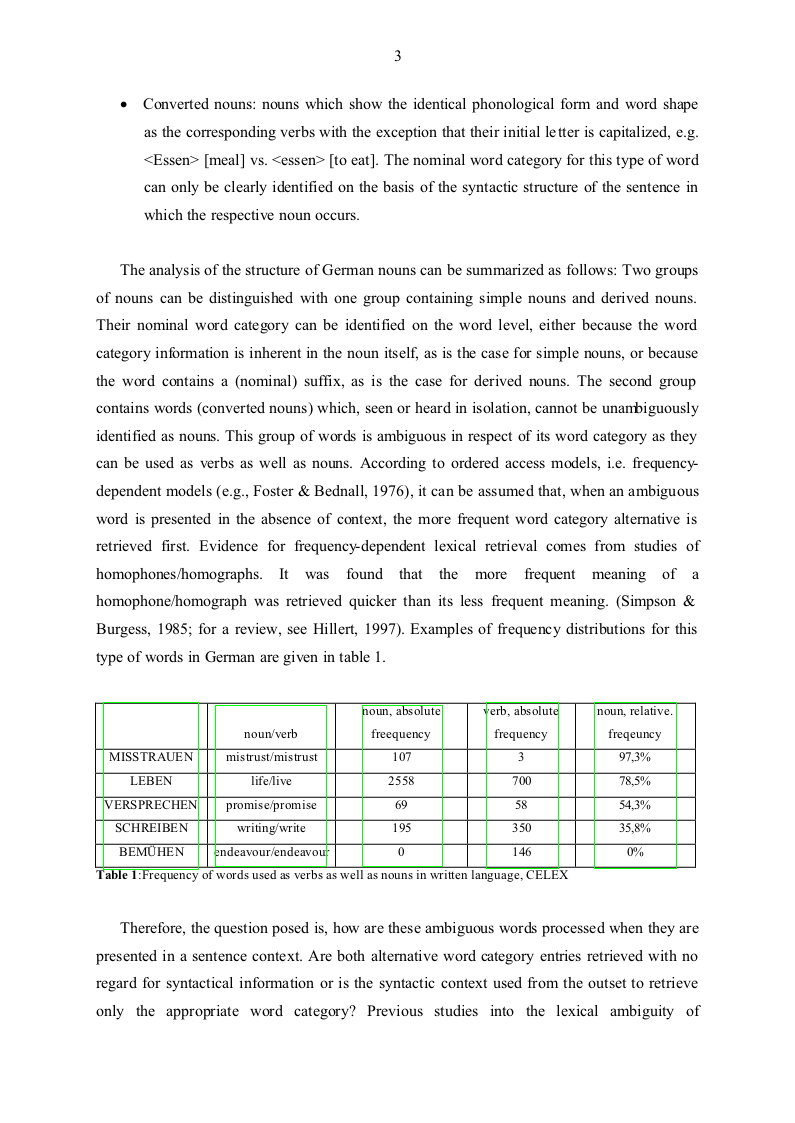 3
• Converted nouns: nouns which show the identical phonological form and word shape
as the corresponding verbs with the exception that their initial letter is capitalized, e.g.
<Essen> [meal] vs. <essen> [to eat]. The nominal word category for this type of word
can only be clearly identified on the basis of the syntactic structure of the sentence in
which the respective noun occurs.
The analysis of the structure of German nouns can be summarized as follows: Two groups
of nouns can be distinguished with one group containing simple nouns and derived nouns.
Their nominal word category can be identified on the word level, either because the word
category information is inherent in the noun itself, as is the case for simple nouns, or because
the word contains a (nominal) suffix, as is the case for derived nouns. The second group
contains words (converted nouns) which, seen or heard in isolation, cannot be unambiguously
identified as nouns. This group of words is ambiguous in respect of its word category as they
can be used as verbs as well as nouns. According to ordered access models, i.e. frequency-
dependent models (e.g., Foster & Bednall, 1976), it can be assumed that, when an ambiguous
word is presented in the absence of context, the more frequent word category alternative is
retrieved first. Evidence for frequency-dependent lexical retrieval comes from studies of
homophones/homographs. It was found that the more frequent meaning of a
homophone/homograph was retrieved quicker than its less frequent meaning. (Simpson &
Burgess, 1985; for a review, see Hillert, 1997). Examples of frequency distributions for this
type of words in German are given in table 1.
noun, absolute verb, absolute noun, relative.
noun/verb freequency frequency freqeuncy
MISSTRAUEN mistrust/mistrust 107 3 97,3%
LEBEN life/live 2558 700 78,5%
VERSPRECHEN promise/promise 69 58 54,3%
SCHREIBEN writing/write 195 350 35,8%
BEMÜHEN endeavour/endeavour 0 146 0%
Table 1:Frequency of words used as verbs as well as nouns in written language, CELEX
Therefore, the question posed is, how are these ambiguous words processed when they are
presented in a sentence context. Are both alternative word category entries retrieved with no
regard for syntactical information or is the syntactic context used from the outset to retrieve
only the appropriate word category? Previous studies into the lexical ambiguity of